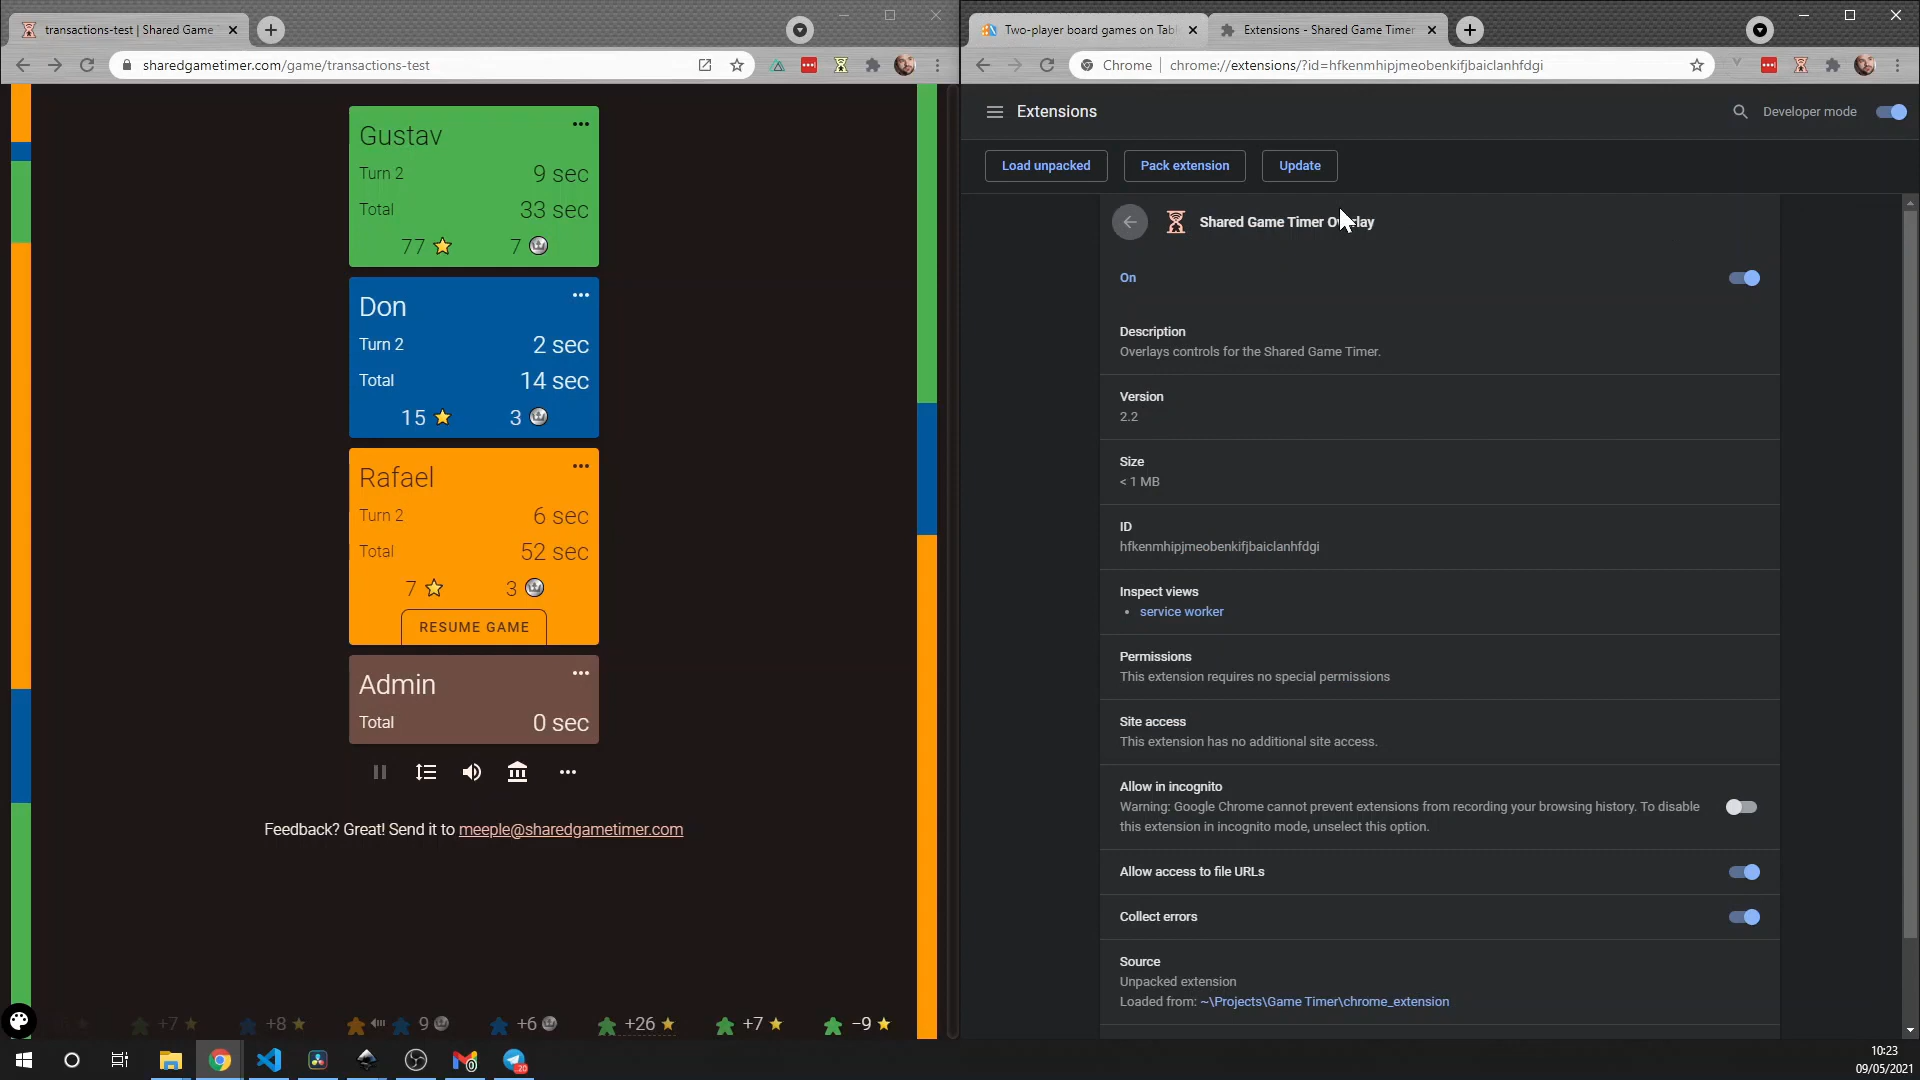 transactions-test | Shared Game
sharedgametimer.com/game/transactions-test
Gustav
Turn 2 9 sec
Total 33 sec
77 7
Don
Turn 2 2 sec
Total 14 sec
15 3
Rafael
Turn 2 6 sec
Total 52 sec
7 3
RESUME GAME
Admin
Total 0 sec
Feedback? Great! Send it to meeple@sharedgametimer.com
+7 +8 9 +6 +26 +7 −9
Two-player board games on Tabl
Extensions - Shared Game Timer
Chrome | chrome://extensions/?id=hfkenmhipjmeobenkifjbaiclanhfdgi
Extensions
Developer mode
Load unpacked
Pack extension
Update
Shared Game Timer Overlay
On
Description
Overlays controls for the Shared Game Timer.
Version
2.2
Size
< 1 MB
ID
hfkenmhipjmeobenkifjbaiclanhfdgi
Inspect views
service worker
Permissions
This extension requires no special permissions
Site access
This extension has no additional site access.
Allow in incognito
Warning: Google Chrome cannot prevent extensions from recording your browsing history. To disable
this extension in incognito mode, unselect this option.
Allow access to file URLs
Collect errors
Source
Unpacked extension
Loaded from: ~\Projects\Game Timer\chrome_extension
0
20
10:23
09/05/2021